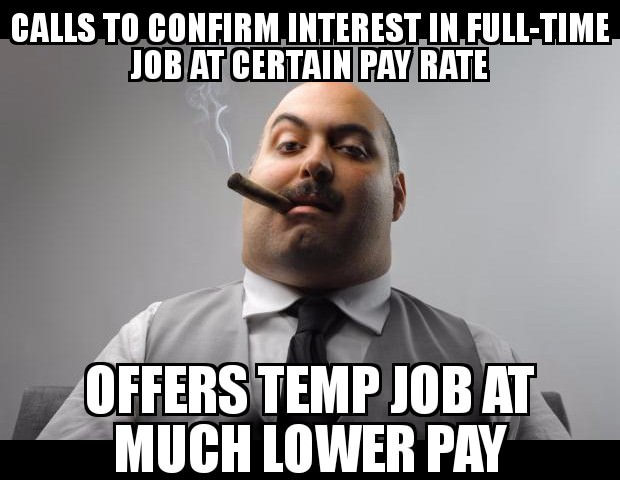 CALLS TO CONFIRM INTEREST IN FULL-TIME
JOB AT CERTAIN PAY RATE
OFFERS TEMP JOB AT
MUCH LOWER PAY